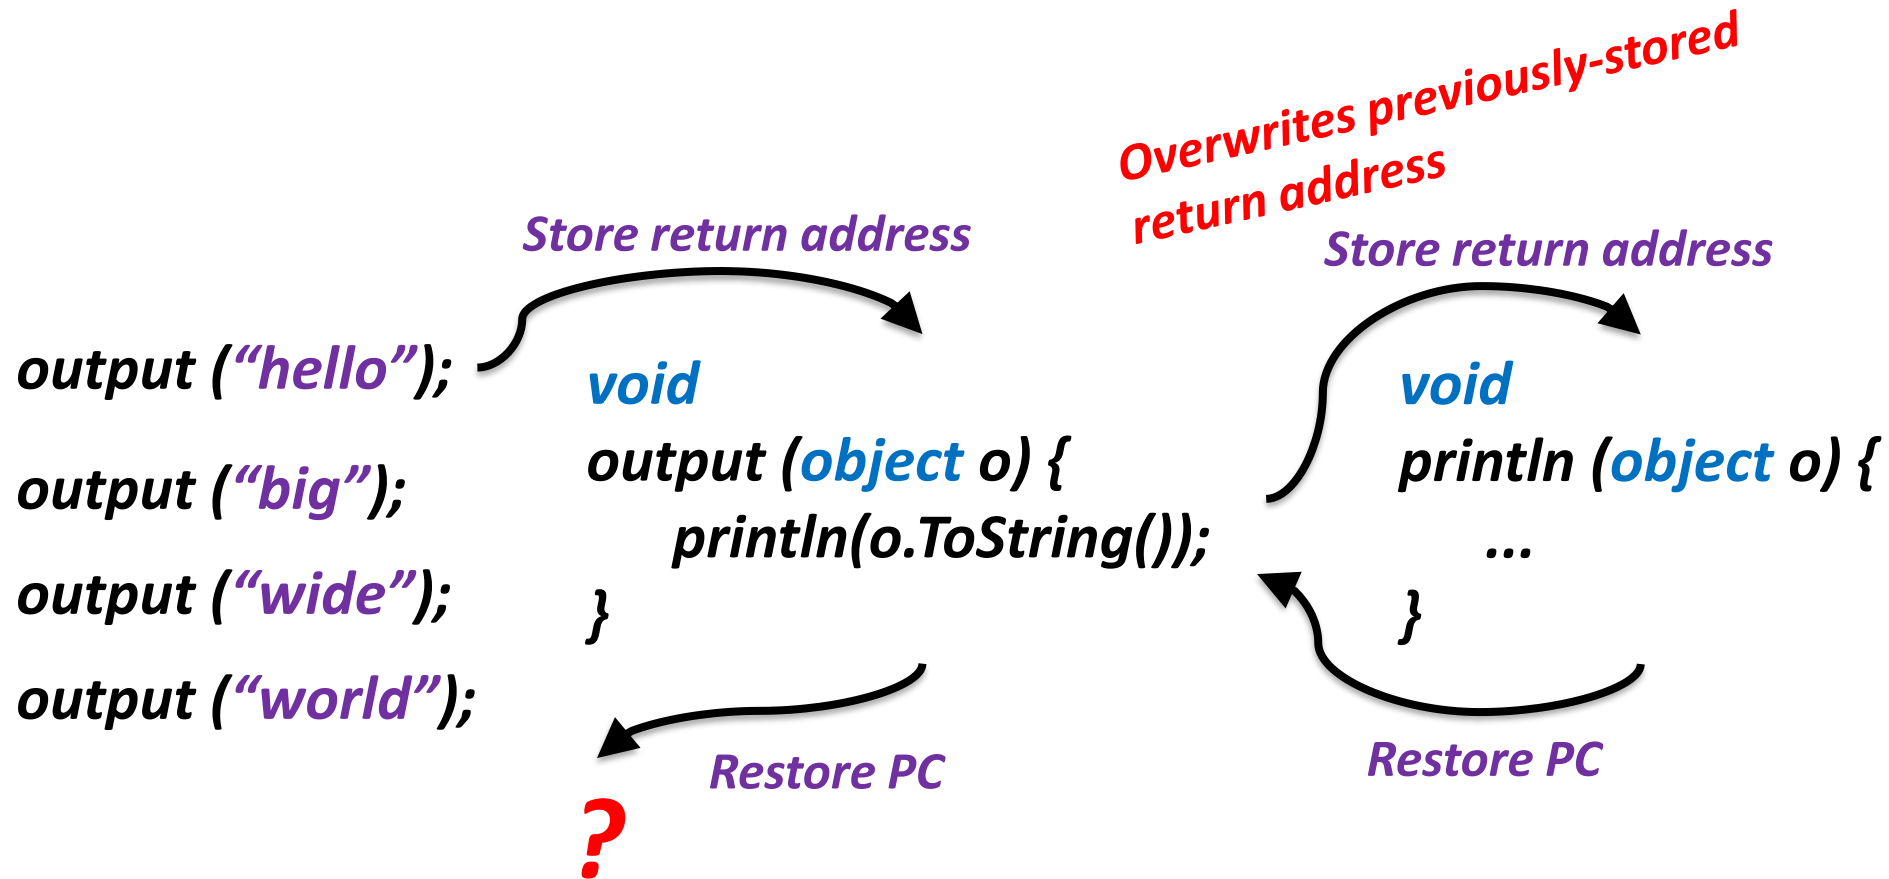 Overwrites previously-stored
return address
Store return address
Store return address
output (“hello”);
output (“big”);
output (“wide”);
output (“world”);
void
output (object o) {
println(o.ToString());
}
void
println (object o) {
...
}
Restore PC
Restore PC
?